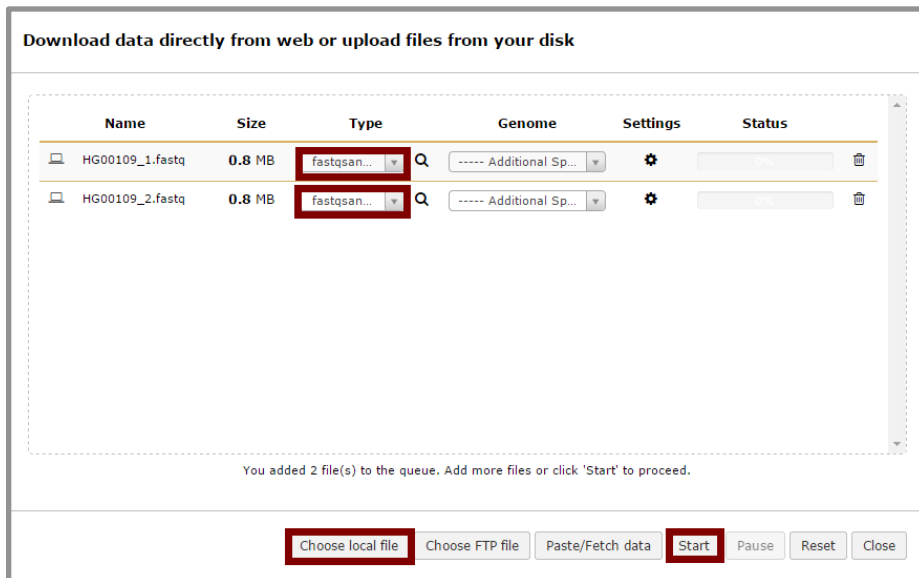 Download data directly from web or upload files from your disk
Name Size Type Genome Settings Status
HG00109_1.fastq 0.8 MB fastqsan... ----- Additional Sp... 0%
HG00109_2.fastq 0.8 MB fastqsan... ----- Additional Sp... 0%
You added 2 file(s) to the queue. Add more files or click 'Start' to proceed.
Choose local file Choose FTP file Paste/Fetch data Start Pause Reset Close